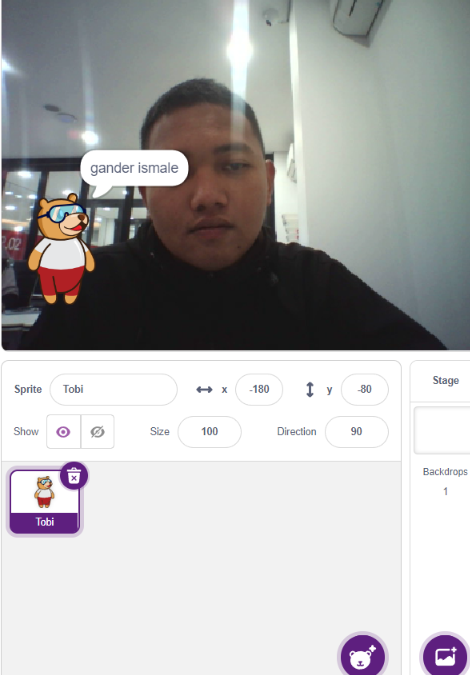 gander ismale
Sprite
Tobi
x
-180
y
-80
Show
Size
100
Direction
90
Tobi
Stage
Backdrops
1